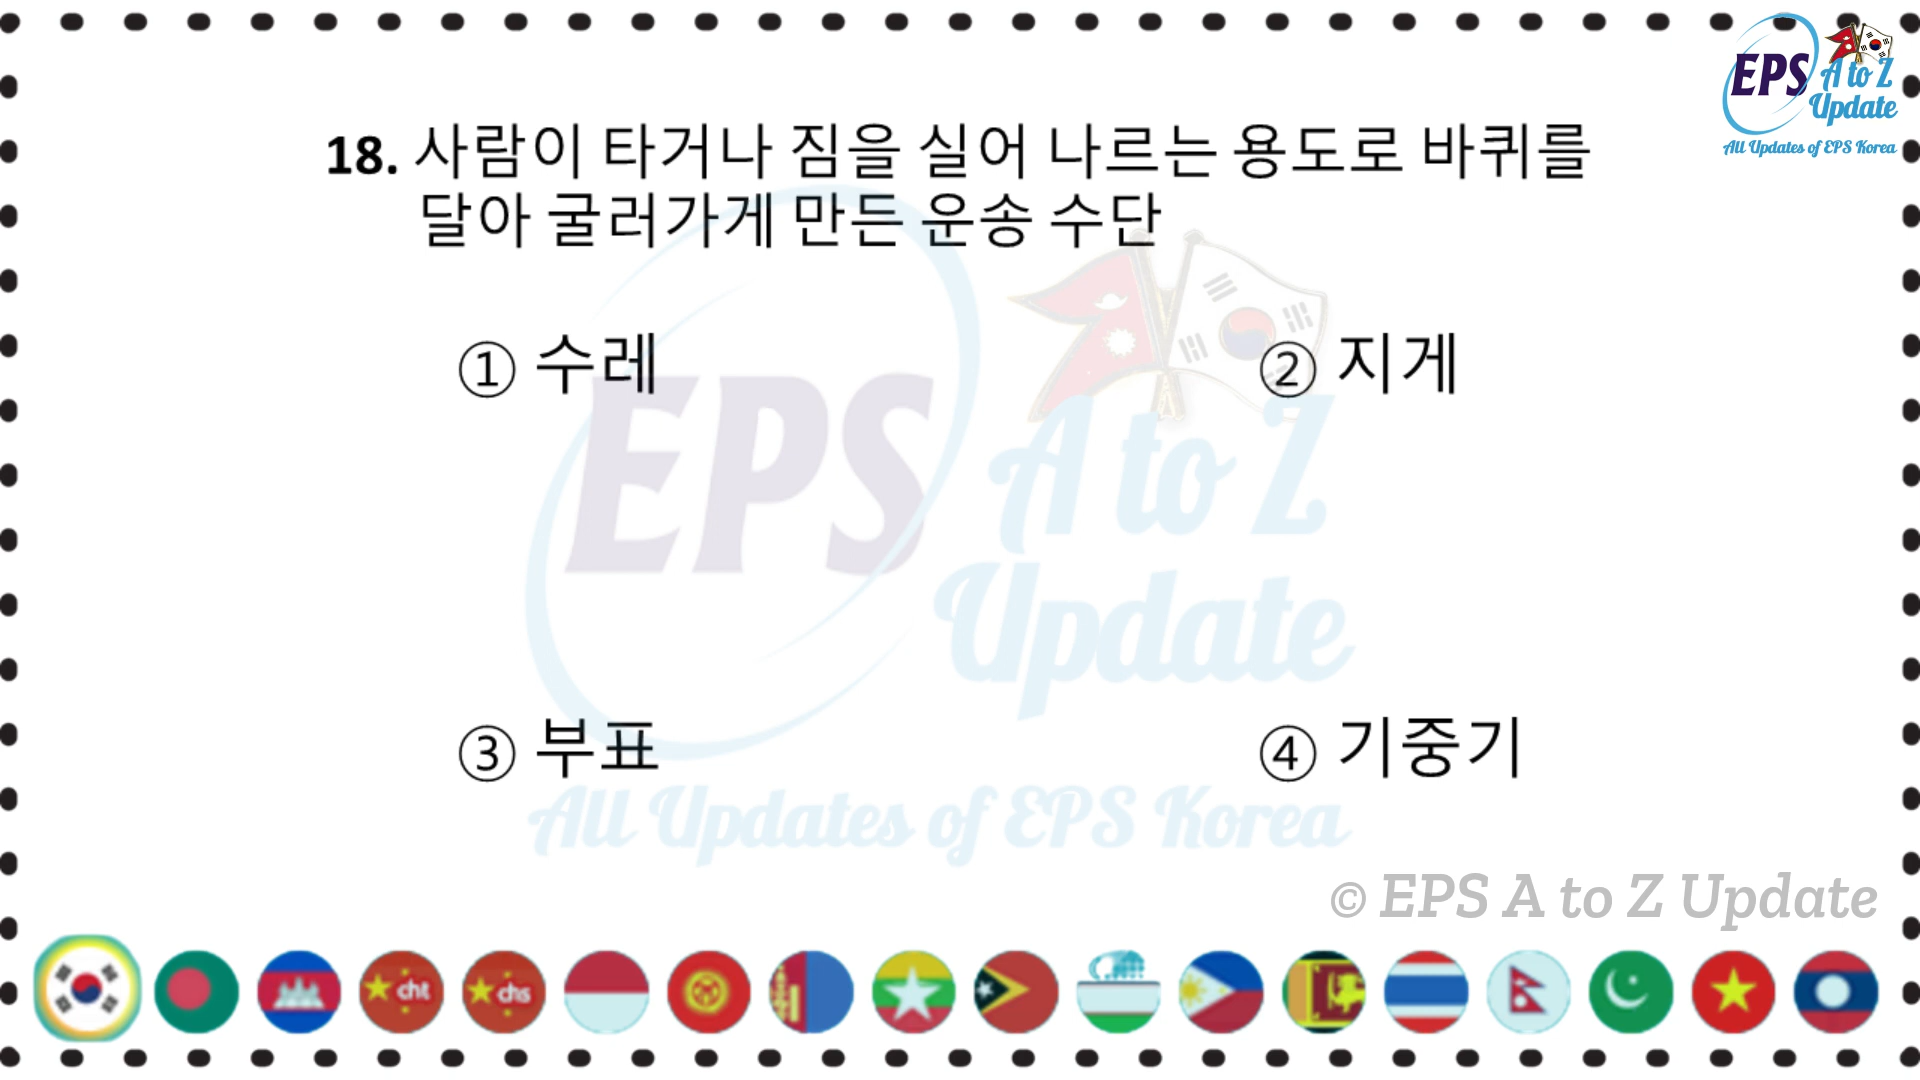 EPS A to Z
Update
All Updates of EPS Korea
18. 사람이 타거나 짐을 실어 나르는 용도로 바퀴를
달아 굴러가게 만든 운송 수단
① 수레
② 지게
EPS A to Z
Update
③ 부표
④ 기중기
All Updates of EPS Korea
© EPS A to Z Update
cht
chs